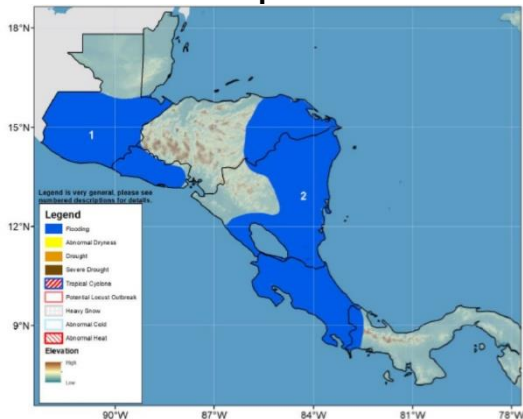 18°N
15°N
12°N
9°N
1
2
Legend is very general, please see
numbered descriptions for details.
Legend
Flooding
Abnormal Dryness
Drought
Severe Drought
Tropical Cyclone
Potential Locust Outbreak
Heavy Snow
Abnormal Cold
Abnormal Heat
Elevation
High
Low
90°W
87°W
84°W
81°W
78°W